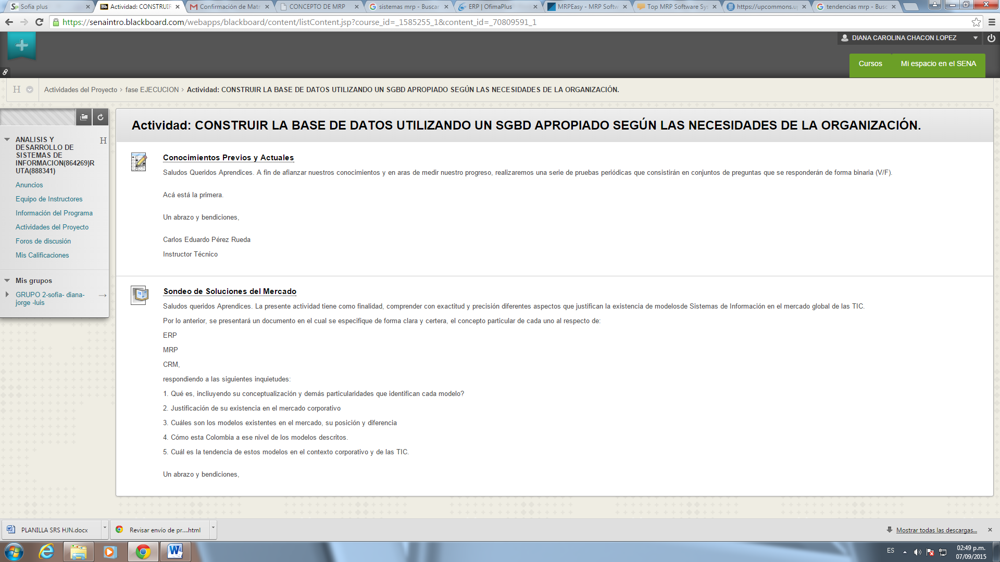 Sofia plus
Actividad: CONSTRUIR
Confirmación de Matr
CONCEPTO DE MRP
sistemas mrp - Buscar
ERP | OfimaPlus
MRPEasy - MRP Softw
Top MRP Software Sys
https://upcommons.up
tendencias mrp - Busc
https://senaintro.blackboard.com/webapps/blackboard/content/listContent.jsp?course_id=_1585255_1&content_id=_70809591_1
DIANA CAROLINA CHACON LOPEZ
Cursos
Mi espacio en el SENA
H
Actividades del Proyecto > fase EJECUCION > Actividad: CONSTRUIR LA BASE DE DATOS UTILIZANDO UN SGBD APROPIADO SEGÚN LAS NECESIDADES DE LA ORGANIZACIÓN.
ANALISIS Y
DESARROLLO DE
SISTEMAS DE
INFORMACION(864269)R
UTA(888341)
H
Anuncios
Equipo de Instructores
Información del Programa
Actividades del Proyecto
Foros de discusión
Mis Calificaciones
Mis grupos
GRUPO 2-sofia- diana-
jorge -luis
Actividad: CONSTRUIR LA BASE DE DATOS UTILIZANDO UN SGBD APROPIADO SEGÚN LAS NECESIDADES DE LA ORGANIZACIÓN.
Conocimientos Previos y Actuales
Saludos Queridos Aprendices. A fin de afianzar nuestros conocimientos y en aras de medir nuestro progreso, realizaremos una serie de pruebas periódicas que consistirán en conjuntos de preguntas que se responderán de forma binaria (V/F).
Acá está la primera.
Un abrazo y bendiciones,
Carlos Eduardo Pérez Rueda
Instructor Técnico
Sondeo de Soluciones del Mercado
Saludos queridos Aprendices. La presente actividad tiene como finalidad, comprender con exactitud y precisión diferentes aspectos que justifican la existencia de modelosde Sistemas de Información en el mercado global de las TIC.
Por lo anterior, se presentará un documento en el cual se especifique de forma clara y certera, el concepto particular de cada uno al respecto de:
ERP
MRP
CRM,
respondiendo a las siguientes inquietudes:
1. Qué es, incliuyendo su conceptualización y demás particularidades que identifican cada modelo?
2. Justificación de su existencia en el mercado corporativo
3. Cuáles son los modelos existentes en el mercado, su posición y diferencia
4. Cómo esta Colombia a ese nivel de los modelos descritos.
5. Cuál es la tendencia de estos modelos en el contexto corporativo y de las TIC.
Un abrazo y bendiciones,
PLANILLA SRS HJN.docx
Revisar envío de pr....html
Mostrar todas las descargas...
ES
02:49 p.m.
07/09/2015